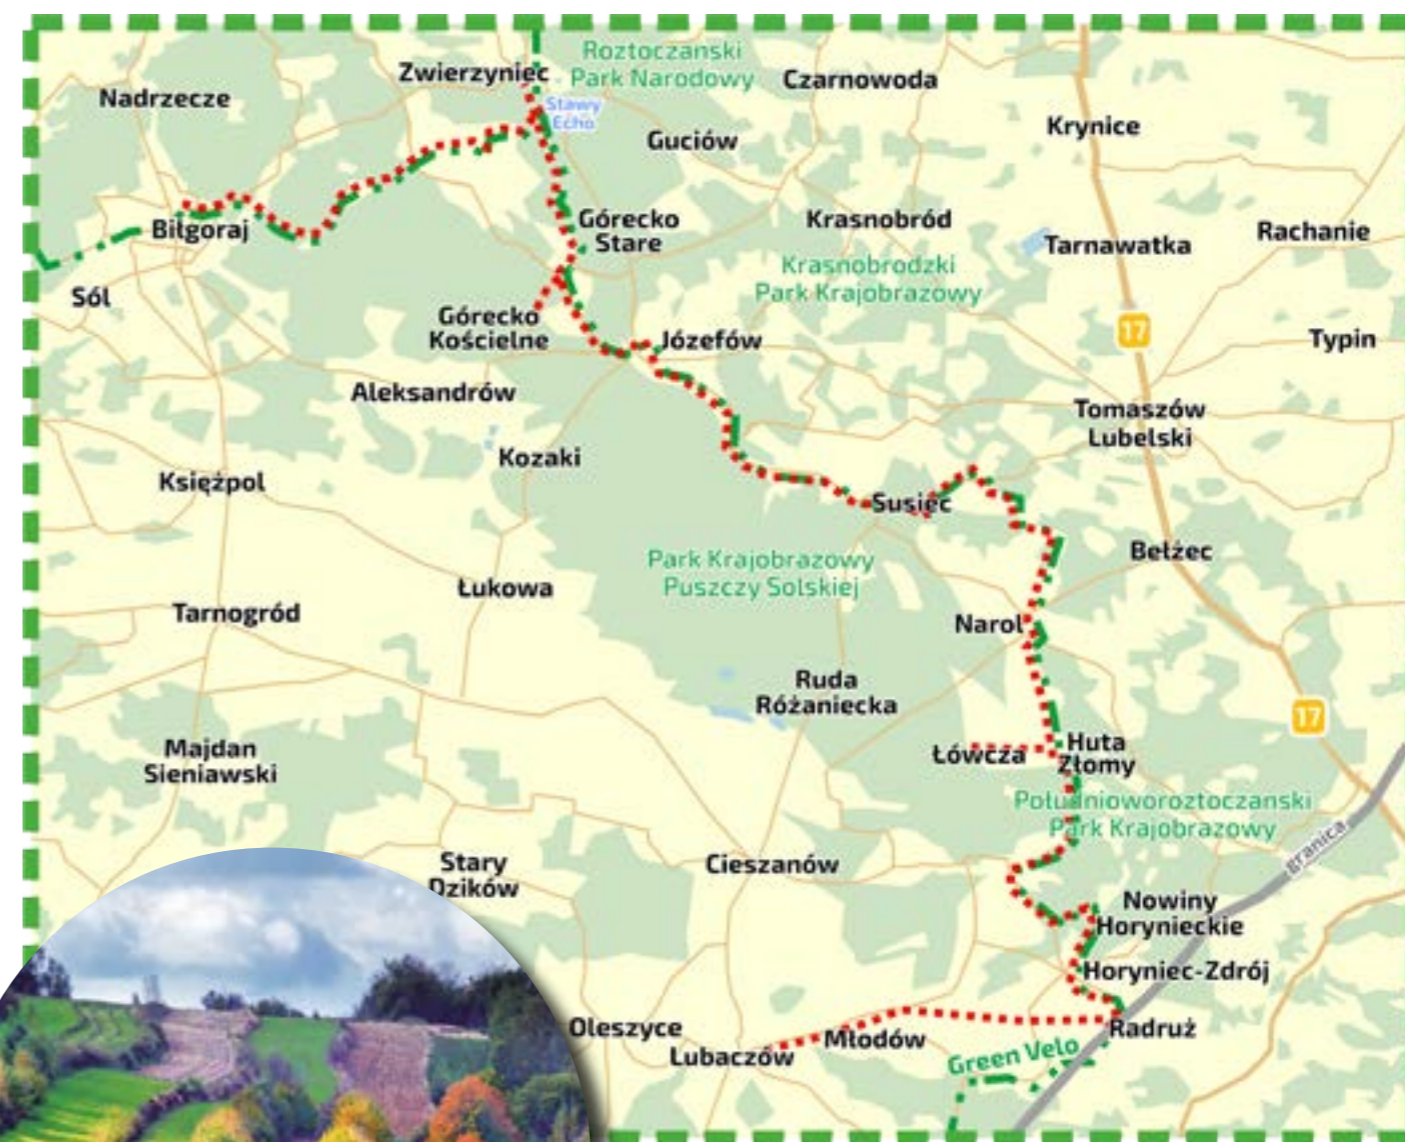 Roztoczanski
Park Narodowy
Zwierzyniec
Czarnowoda
Nadrzecze
Stawy
Echo
Krynice
Guciów
Górecko
Stare
Krasnobród
Biłgoraj
Rachanie
Tarnawatka
Krasnobrodzki
Park Krajobrazowy
Sól
Górecko
Kościelne
17
Józefów
Typin
Aleksandrów
Tomaszów
Lubelski
Kozaki
Księżpol
Susiec
Bełżec
Park Krajobrazowy
Puszczy Solskiej
Łukowa
Tarnogród
Narol
Ruda
Różaniecka
17
Majdan
Sieniawski
Łówcza
Huta
Złomy
Południoworoztoczanski
Park Krajobrazowy
granica
Stary
Dzików
Cieszanów
Nowiny
Horynieckie
Horyniec-Zdrój
Oleszyce
Radruż
Młodów
Lubaczów
Green Velo